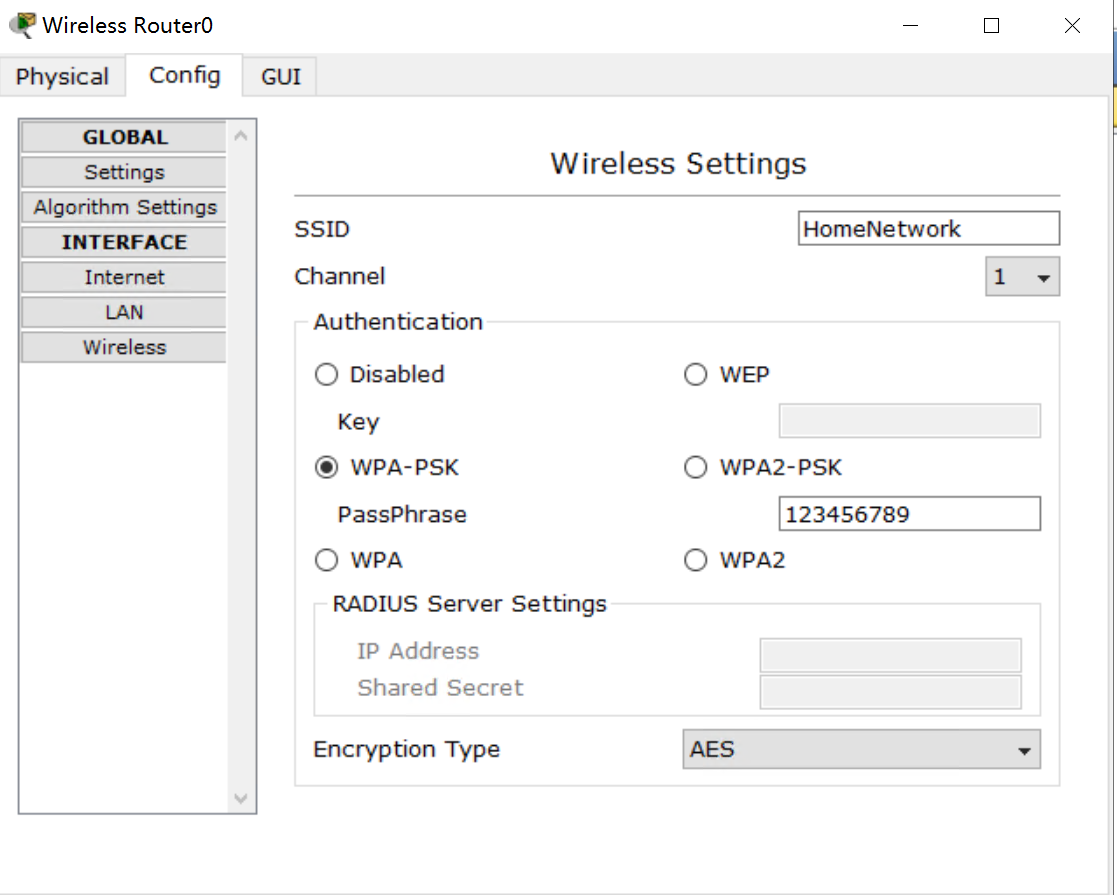 Wireless Router0
Physical Config GUI
GLOBAL
Settings
Algorithm Settings
INTERFACE
Internet
LAN
Wireless
Wireless Settings
SSID HomeNetwork
Channel 1
Authentication
Disabled WEP
Key
WPA-PSK WPA2-PSK
PassPhrase 123456789
WPA WPA2
RADIUS Server Settings
IP Address
Shared Secret
Encryption Type AES